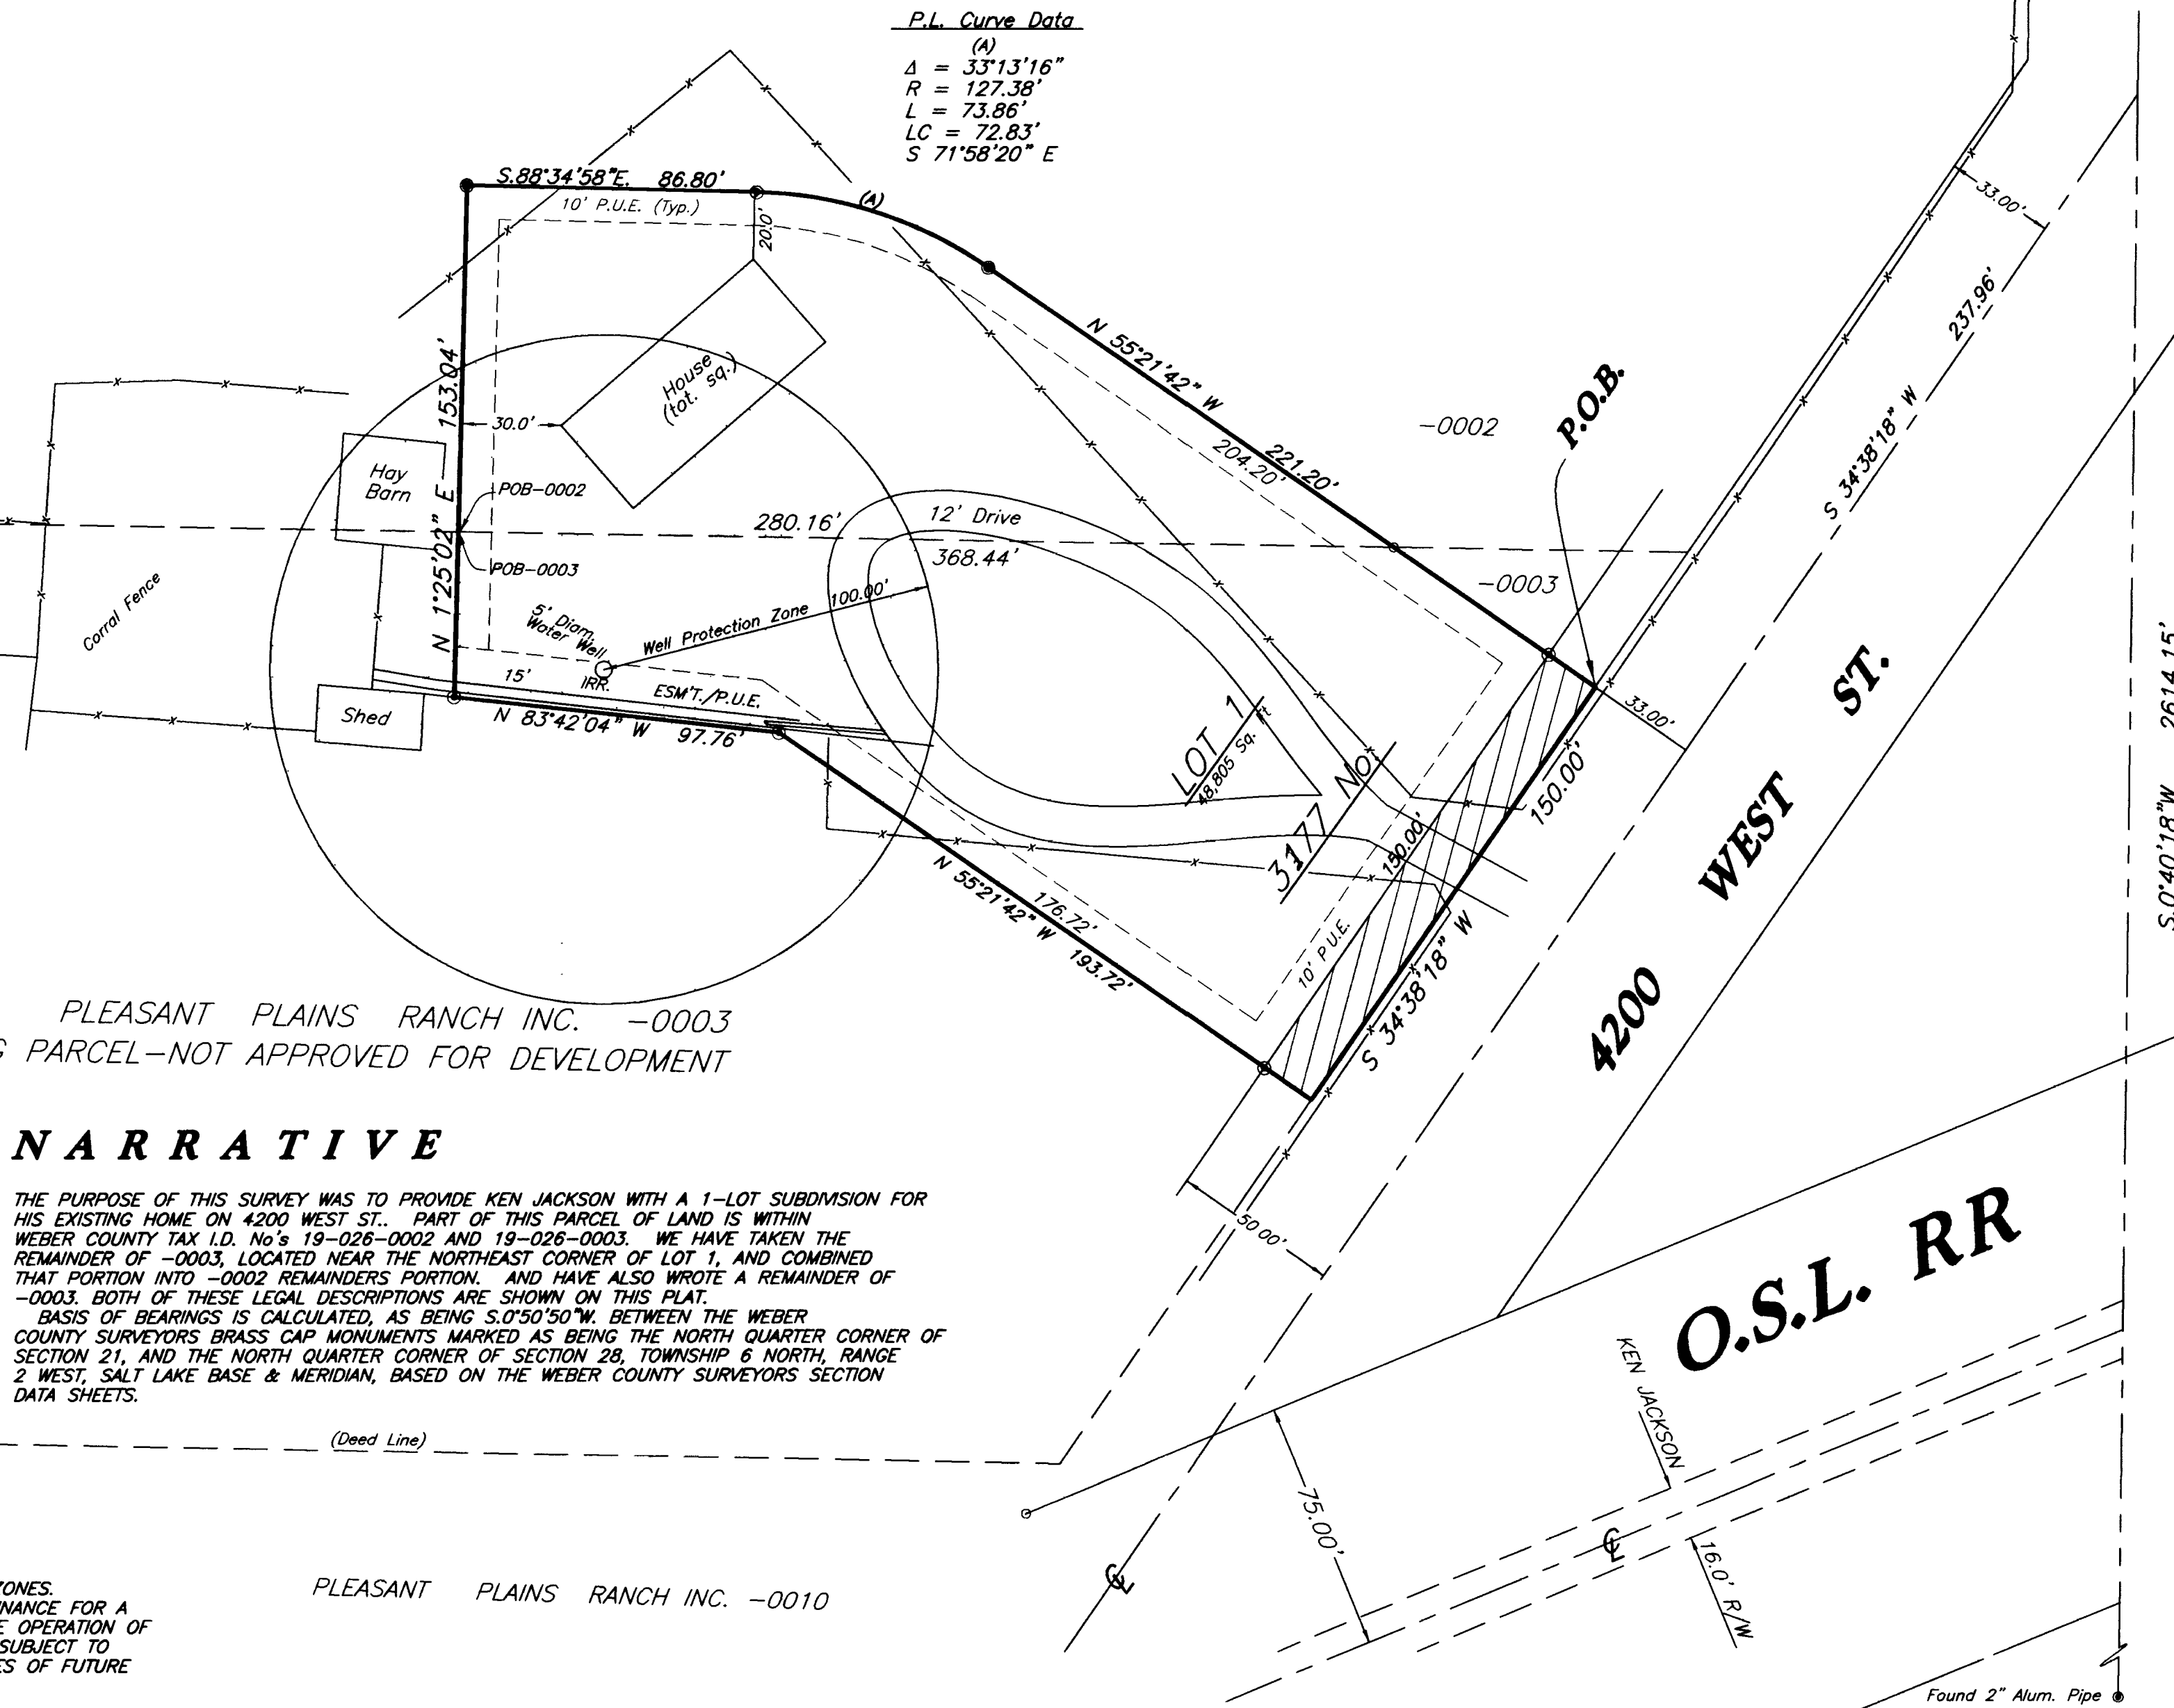 P.L. Curve Data
(A)
Δ = 33°13'16"
R = 127.38'
L = 73.86'
LC = 72.83'
S 71°58'20" E
S.88°34'58"E. 86.80'
(A)
10' P.U.E. (Typ.)
20.0'
33.00'
237.96'
S 34°38'18" W
N 1°25'02" E 153.04'
House
(tot. sq.)
30.0'
N 55°21'42" W 221.20'
204.20'
P.O.B.
-0002
Hay
Barn
POB-0002
280.16'
12' Drive
368.44'
POB-0003
-0003
Corral Fence
5' Diam.
Water Well
Well Protection Zone 100.00'
15' IRR. ESM'T./P.U.E.
Shed
N 83°42'04" W 97.76'
LOT 1
48,805 Sq. ft
3177 NO.
150.00'
150.00'
33.00'
4200 WEST ST.
S.0°40'18"W 2614.15'
10' P.U.E.
S 34°38'18" W
176.72'
N 55°21'42" W 193.72'
PLEASANT PLAINS RANCH INC. -0003
PARCEL-NOT APPROVED FOR DEVELOPMENT
NARRATIVE
THE PURPOSE OF THIS SURVEY WAS TO PROVIDE KEN JACKSON WITH A 1-LOT SUBDIVISION FOR
HIS EXISTING HOME ON 4200 WEST ST.. PART OF THIS PARCEL OF LAND IS WITHIN
WEBER COUNTY TAX I.D. No's 19-026-0002 AND 19-026-0003. WE HAVE TAKEN THE
REMAINDER OF -0003, LOCATED NEAR THE NORTHEAST CORNER OF LOT 1, AND COMBINED
THAT PORTION INTO -0002 REMAINDERS PORTION. AND HAVE ALSO WROTE A REMAINDER OF
-0003. BOTH OF THESE LEGAL DESCRIPTIONS ARE SHOWN ON THIS PLAT.
BASIS OF BEARINGS IS CALCULATED, AS BEING S.0°50'50"W. BETWEEN THE WEBER
COUNTY SURVEYORS BRASS CAP MONUMENTS MARKED AS BEING THE NORTH QUARTER CORNER OF
SECTION 21, AND THE NORTH QUARTER CORNER OF SECTION 28, TOWNSHIP 6 NORTH, RANGE
2 WEST, SALT LAKE BASE & MERIDIAN, BASED ON THE WEBER COUNTY SURVEYORS SECTION
DATA SHEETS.
50.00'
O.S.L. RR
KEN JACKSON
(Deed Line)
75.00'
℄
℄
16.0' R/W
PLEASANT PLAINS RANCH INC. -0010
ZONES.
NANCE FOR A
E OPERATION OF
SUBJECT TO
ES OF FUTURE
Found 2" Alum. Pipe